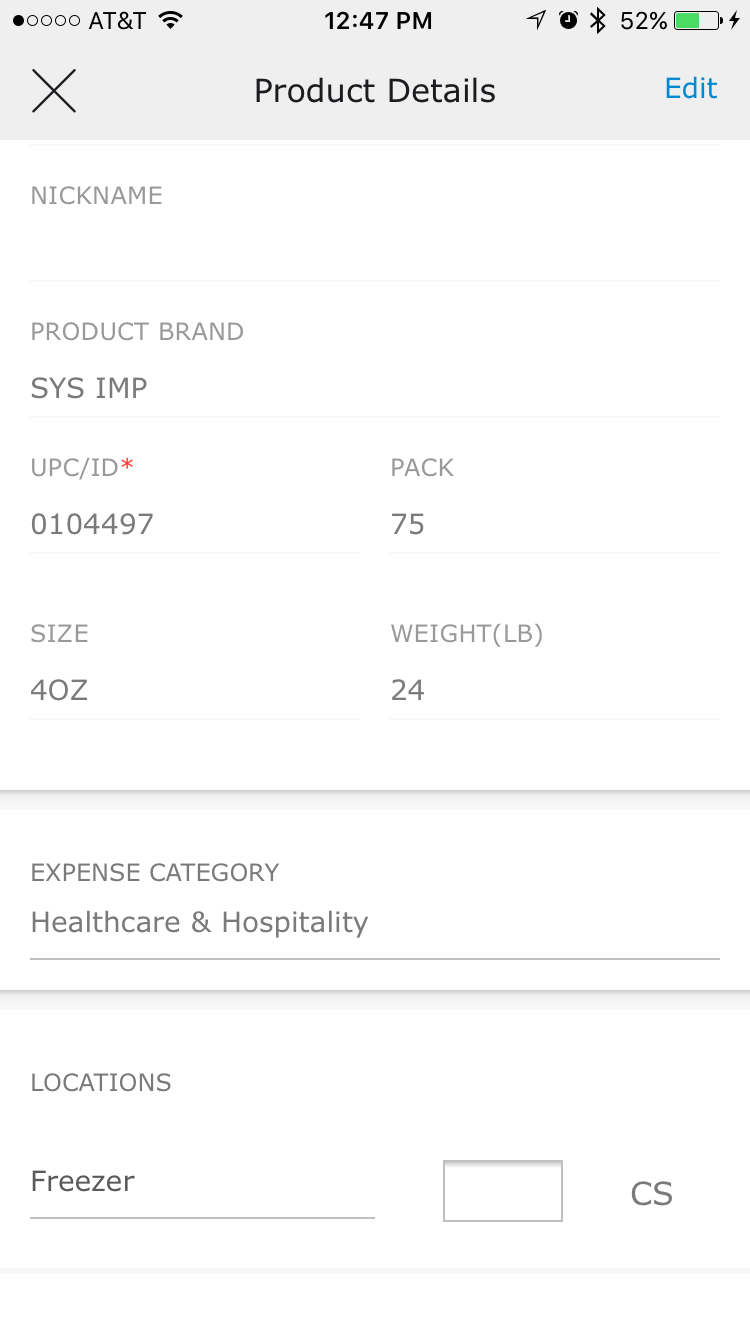 AT&T 12:47 PM 52%
Product Details Edit
NICKNAME
PRODUCT BRAND
SYS IMP
UPC/ID* PACK
0104497 75
SIZE WEIGHT(LB)
4OZ 24
EXPENSE CATEGORY
Healthcare & Hospitality
LOCATIONS
Freezer CS